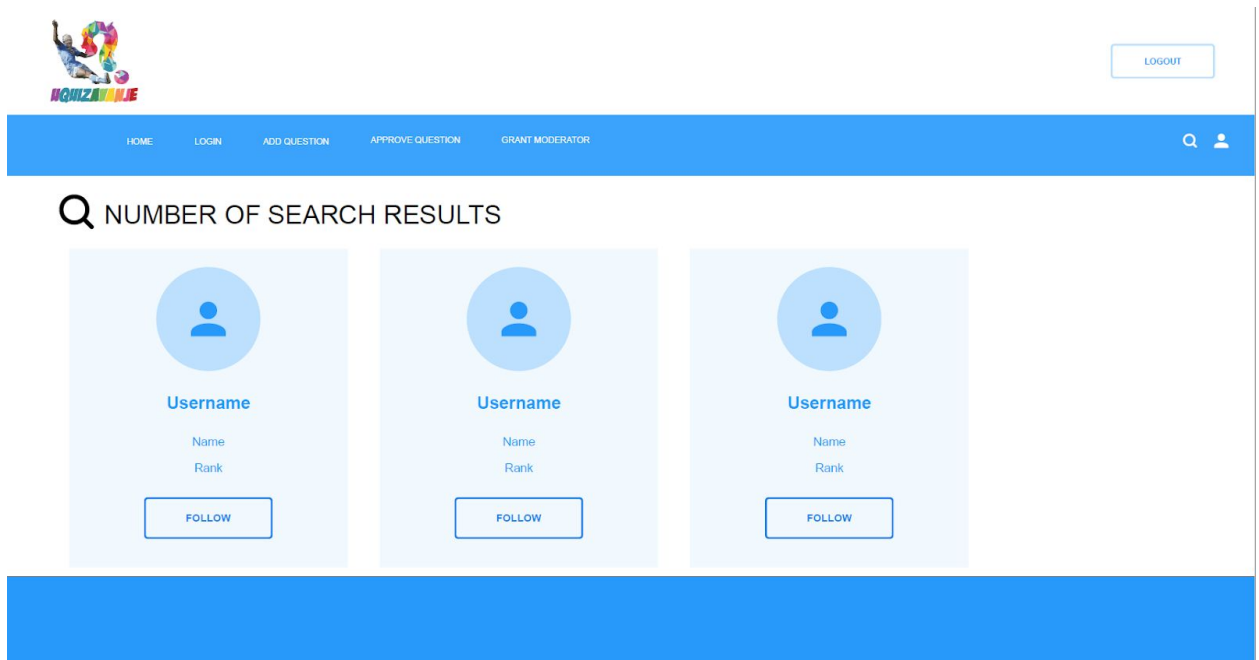 UQUIZAVANJE
LOGOUT
HOME LOGIN ADD QUESTION APPROVE QUESTION GRANT MODERATOR
NUMBER OF SEARCH RESULTS
Username Username Username
Name Name Name
Rank Rank Rank
FOLLOW FOLLOW FOLLOW